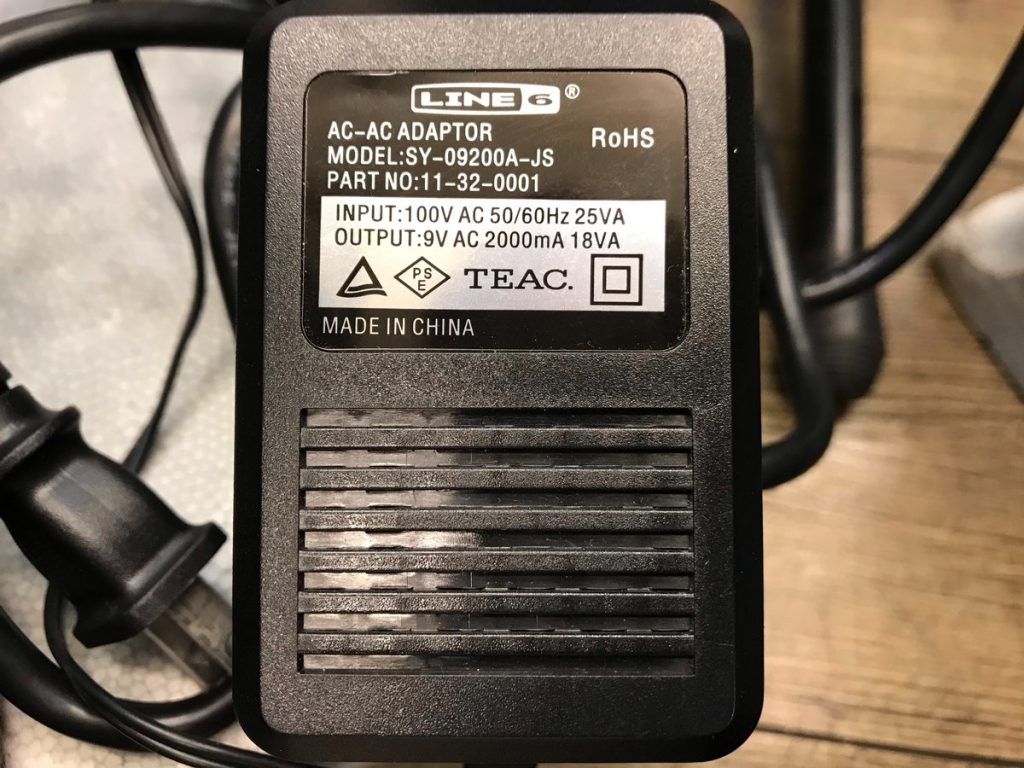 LINE 6®
AC-AC ADAPTOR
RoHS
MODEL:SY-09200A-JS
PART NO:11-32-0001
INPUT:100V AC 50/60Hz 25VA
OUTPUT:9V AC 2000mA 18VA
PS
E
TEAC.
MADE IN CHINA